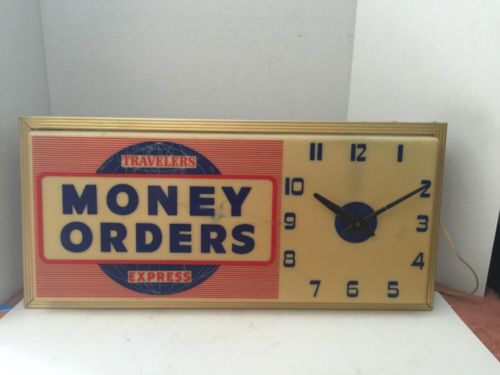 TRAVELERS
MONEY
ORDERS
EXPRESS
11 12 1
10 2
9 3
8 4
7 6 5